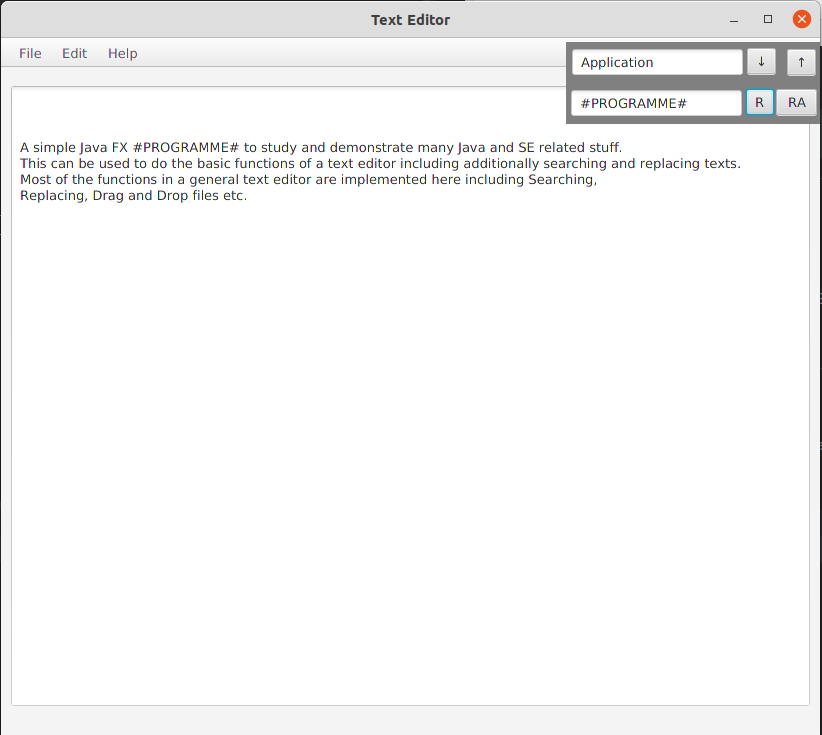 Text Editor
File Edit Help
Application ↓ ↑
#PROGRAMME# R RA
A simple Java FX #PROGRAMME# to study and demonstrate many Java and SE related stuff.
This can be used to do the basic functions of a text editor including additionally searching and replacing texts.
Most of the functions in a general text editor are implemented here including Searching,
Replacing, Drag and Drop files etc.